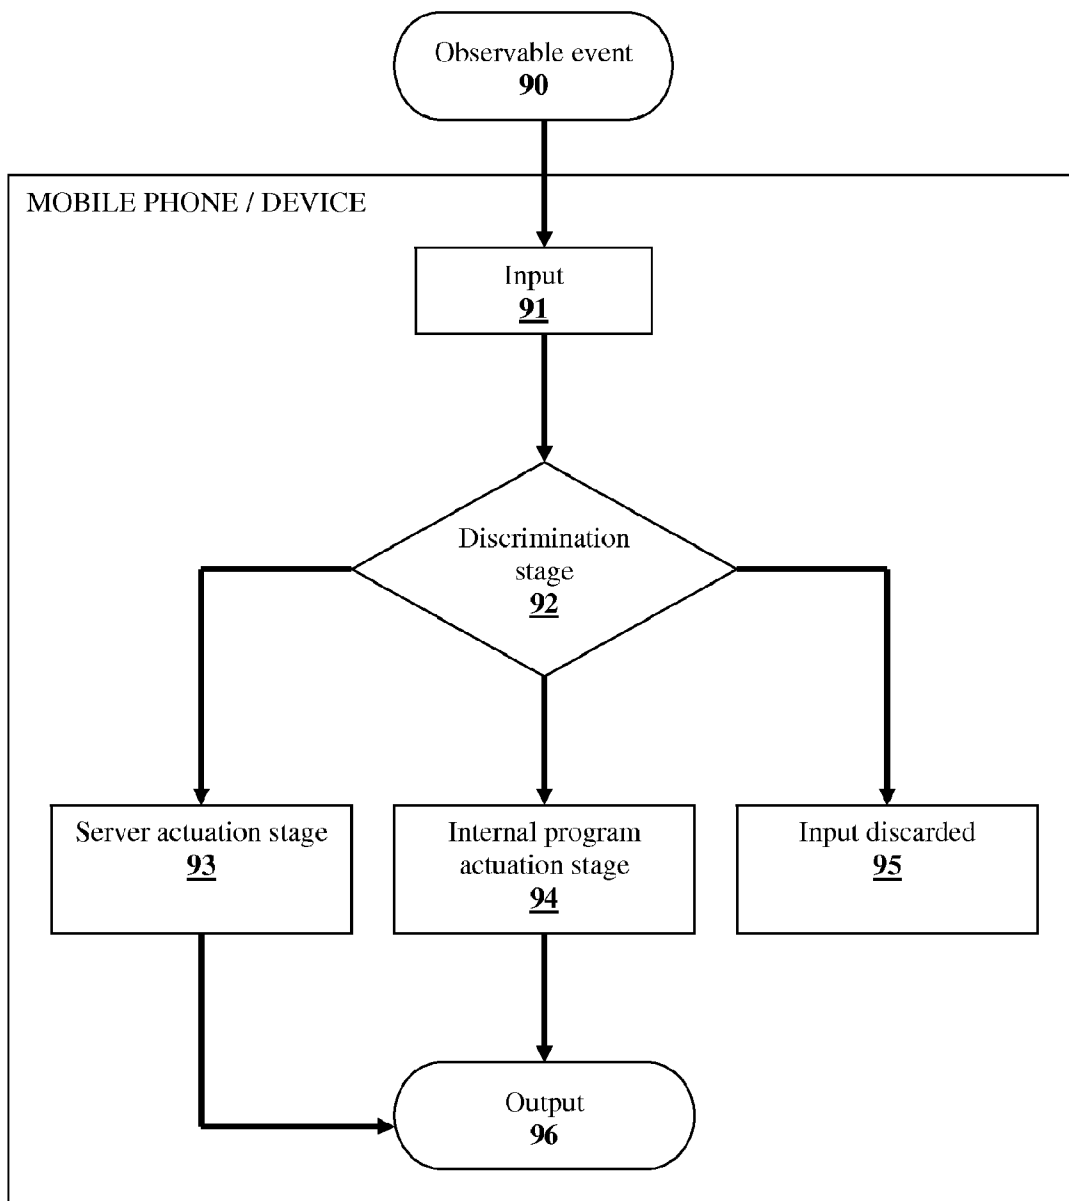 Observable event
90
MOBILE PHONE / DEVICE
Input
91
Discrimination
stage
92
Server actuation stage
93
Internal program
actuation stage
94
Input discarded
95
Output
96